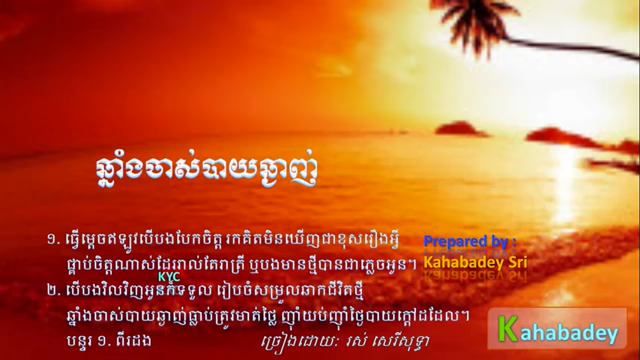 ឆ្នាំងចាស់បាយឆ្ងាញ់
១. ធ្វើម្ដេចឥឡូវបើបងបែកចិត្ត រកគិតមិនឃើញជាខុសរឿងអ្វី
ផ្គាប់ចិត្តណាស់ដែររាល់តែរាត្រី ឬបងមានថ្មីបានជាភ្លេចអូន។
២. បើបងវិលវិញអូនកំទទួល រៀបចំសម្រួលឆាកជីវិតថ្មី
ឆ្នាំងចាស់បាយឆ្ងាញ់ធ្លាប់ត្រូវមាត់ថ្លៃ ញ៉ាំយប់ញ៉ាំថ្ងៃបាយក្ដៅដដែល។
បន្ទរ ១. ពីរដង
ច្រៀងដោយ: រស់ សេរីសុទ្ធា
Prepared by :
Kahabadey Sri
KYC
Kahabadey